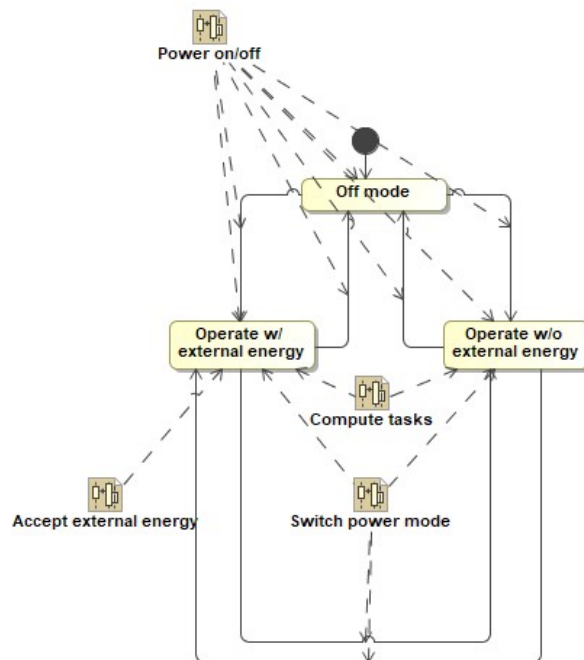 Power on/off
Off mode
Operate w/
external energy
Operate w/o
external energy
Compute tasks
Accept external energy
Switch power mode